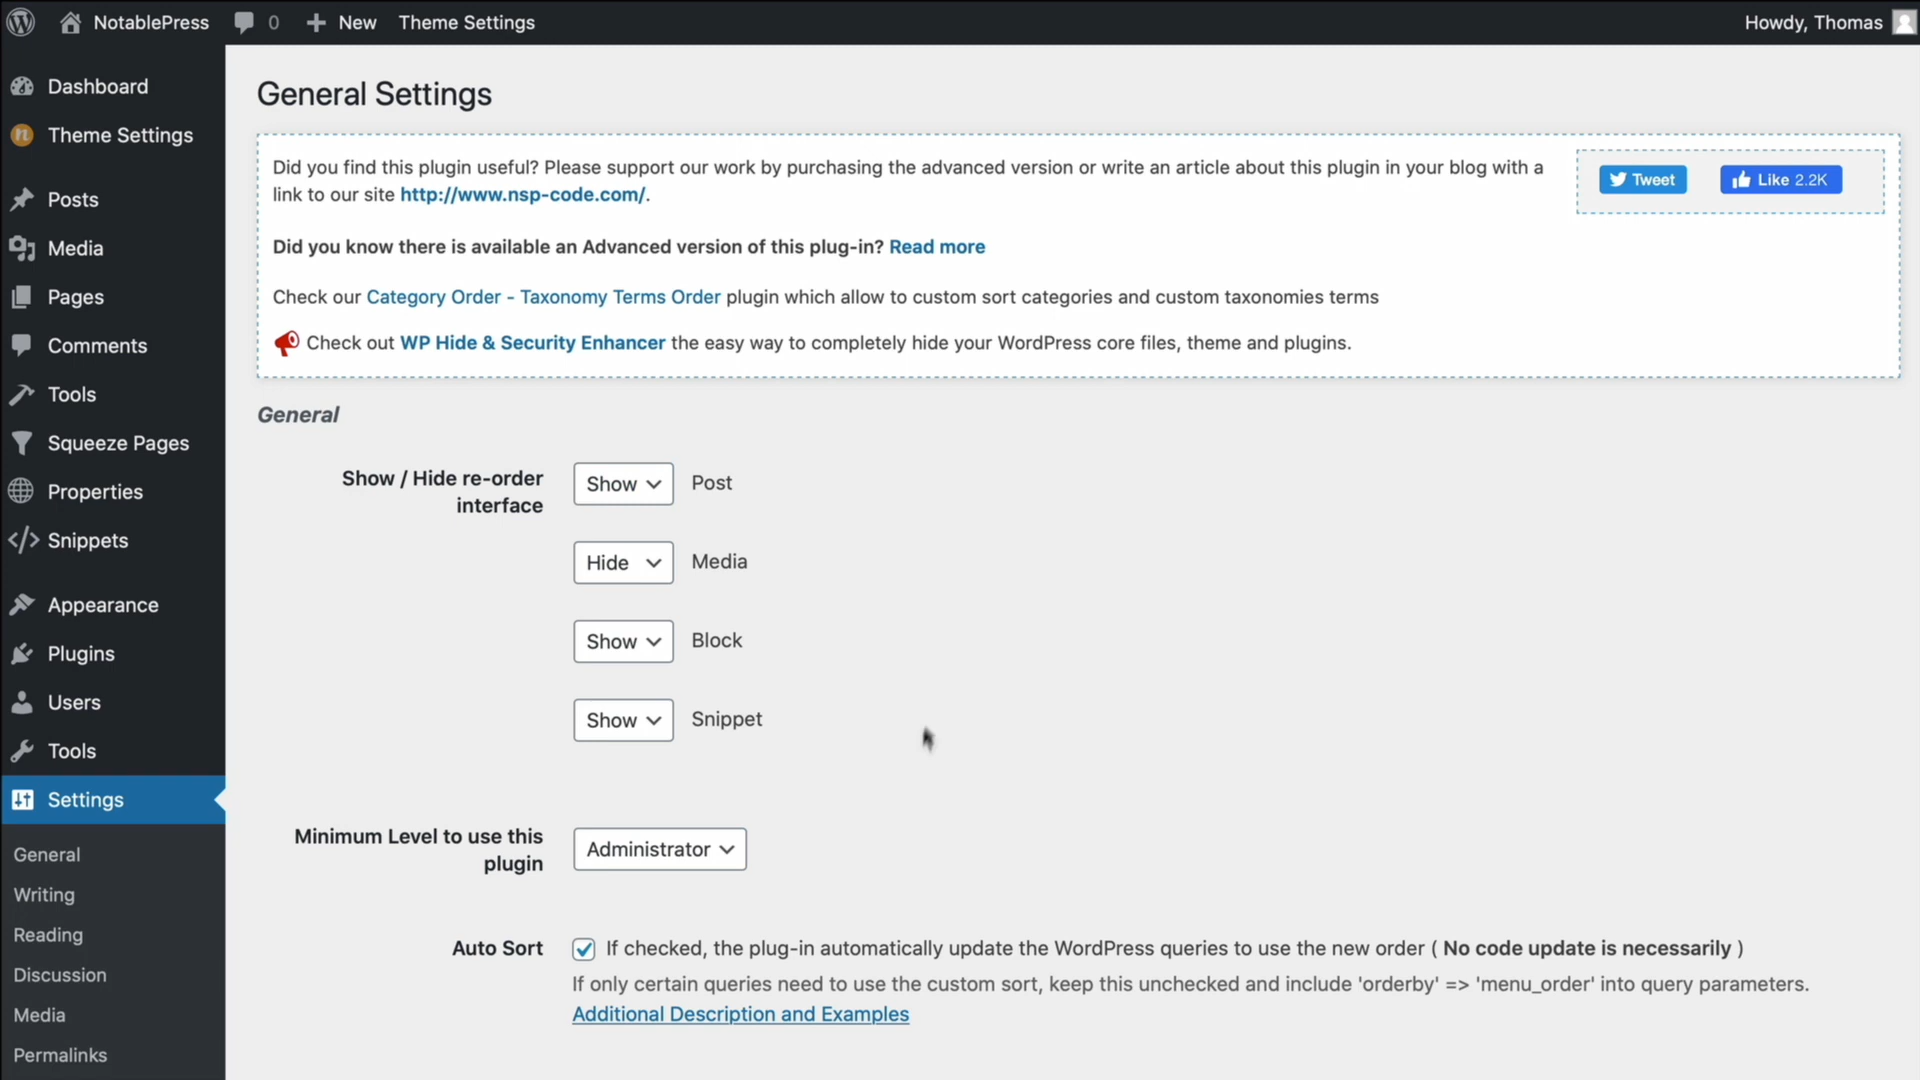 NotablePress 0 New Theme Settings Howdy, Thomas
Dashboard
Theme Settings
Posts
Media
Pages
Comments
Tools
Squeeze Pages
Properties
Snippets
Appearance
Plugins
Users
Tools
Settings
General
Writing
Reading
Discussion
Media
Permalinks
General Settings
Did you find this plugin useful? Please support our work by purchasing the advanced version or write an article about this plugin in your blog with a
link to our site http://www.nsp-code.com/.
Tweet Like 2.2K
Did you know there is available an Advanced version of this plug-in? Read more
Check our Category Order - Taxonomy Terms Order plugin which allow to custom sort categories and custom taxonomies terms
Check out WP Hide & Security Enhancer the easy way to completely hide your WordPress core files, theme and plugins.
General
Show / Hide re-order
interface
Show Post
Hide Media
Show Block
Show Snippet
Minimum Level to use this
plugin
Administrator
Auto Sort If checked, the plug-in automatically update the WordPress queries to use the new order ( No code update is necessarily )
If only certain queries need to use the custom sort, keep this unchecked and include 'orderby' => 'menu_order' into query parameters.
Additional Description and Examples